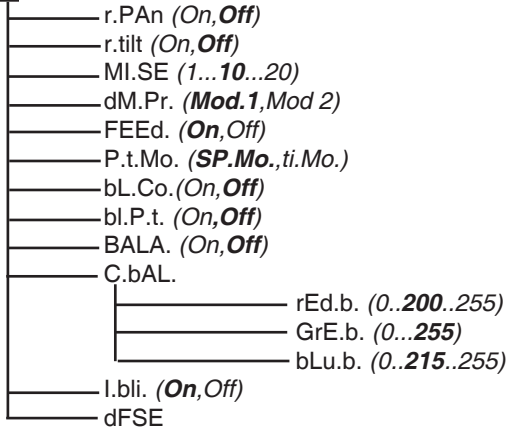 r.PAn (On,Off)
r.tilt (On,Off)
MI.SE (1...10...20)
dM.Pr. (Mod.1,Mod 2)
FEEd. (On,Off)
P.t.Mo. (SP.Mo.,ti.Mo.)
bL.Co.(On,Off)
bl.P.t. (On,Off)
BALA. (On,Off)
C.bAL.
rEd.b. (0..200..255)
GrE.b. (0...255)
bLu.b. (0..215..255)
I.bli. (On,Off)
dFSE